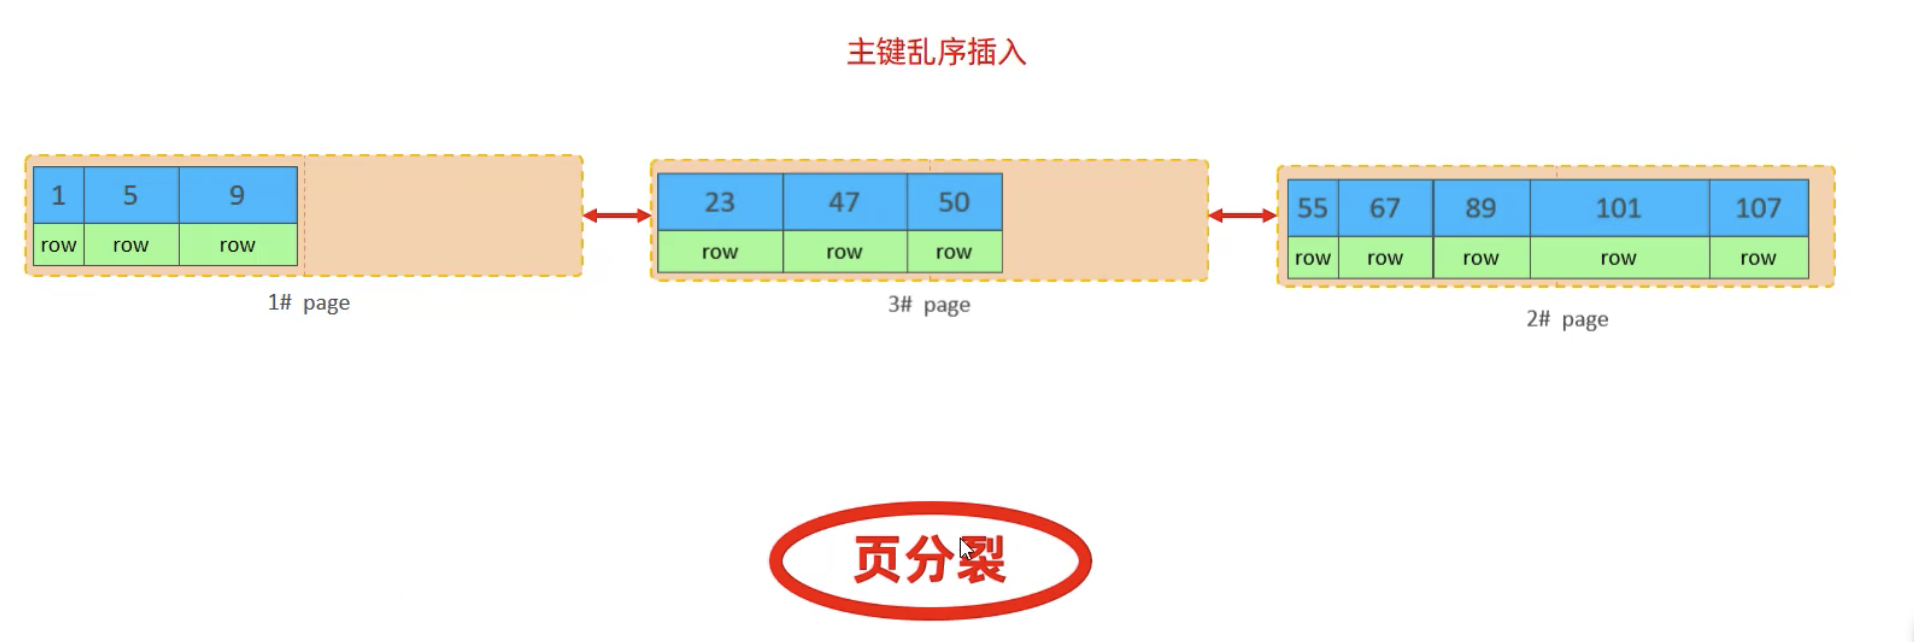 主键乱序插入
1 5 9
row row row
1# page
23 47 50
row row row
3# page
55 67 89 101 107
row row row row row
2# page
页分裂